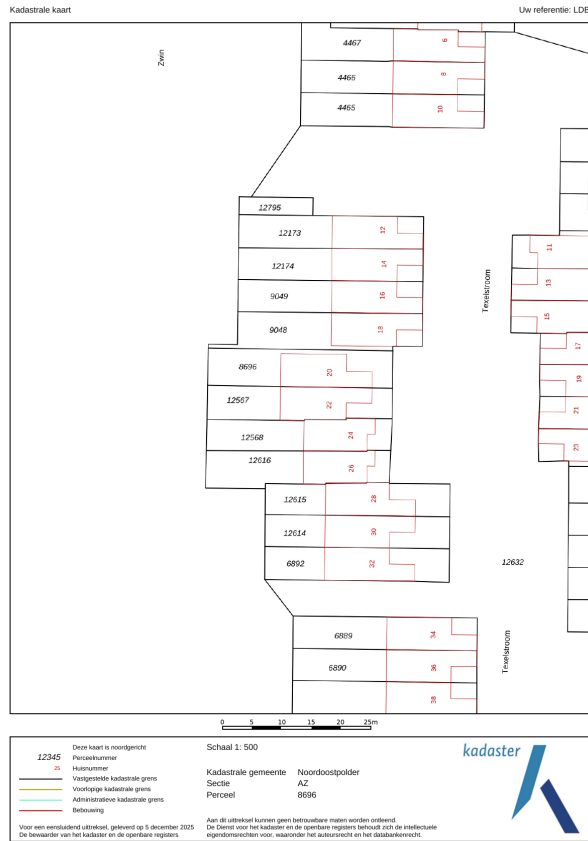 Kadastrale kaart
Uw referentie: LDB
Zwin
4467
6
4466
8
4465
10
12795
12173
12
12174
14
9049
16
9048
18
Texelstroom
11
13
15
17
19
21
23
8696
20
12567
22
12568
24
12616
26
12615
28
12614
30
6892
32
12632
6889
34
6890
36
38
Texelstroom
0 5 10 15 20 25m
Deze kaart is noordgericht
12345 Perceelnummer
25 Huisnummer
Vastgestelde kadastrale grens
Voorlopige kadastrale grens
Administratieve kadastrale grens
Bebouwing
Voor een eensluidend uittreksel, geleverd op 5 december 2025
De bewaarder van het kadaster en de openbare registers
Schaal 1: 500
Kadastrale gemeente Noordoostpolder
Sectie AZ
Perceel 8696
Aan dit uittreksel kunnen geen betrouwbare maten worden ontleend.
De Dienst voor het kadaster en de openbare registers behoudt zich de intellectuele
eigendomsrechten voor, waaronder het auteursrecht en het databankenrecht.
kadaster